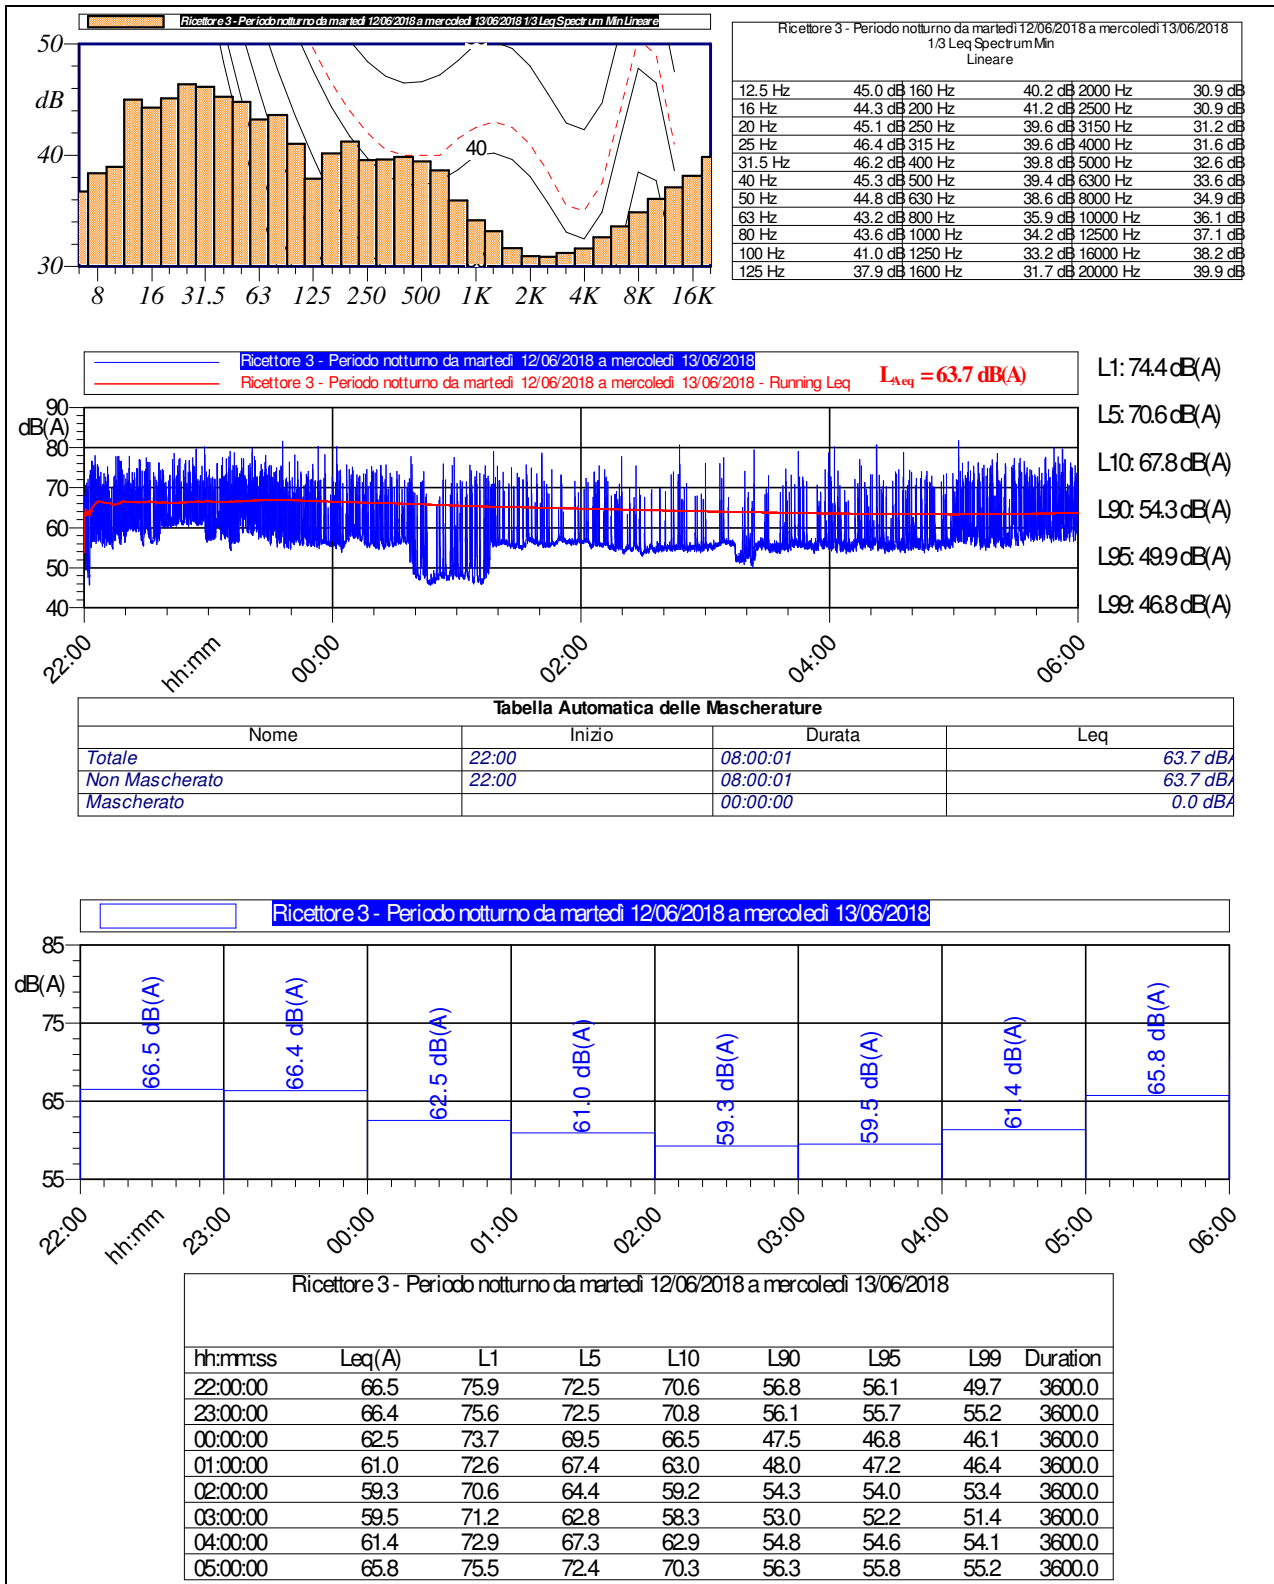 Ricettore 3 - Periodo notturno da martedì 12/06/2018 a mercoledì 13/06/2018 1/3 Leq Spectrum Min Lineare
50
dB
40
30
40
8 16 31.5 63 125 250 500 1K 2K 4K 8K 16K
Ricettore 3 - Periodo notturno da martedì 12/06/2018 a mercoledì 13/06/2018
1/3 Leq Spectrum Min
Lineare
12.5 Hz 45.0 dB 160 Hz 40.2 dB 2000 Hz 30.9 dB
16 Hz 44.3 dB 200 Hz 41.2 dB 2500 Hz 30.9 dB
20 Hz 45.1 dB 250 Hz 39.6 dB 3150 Hz 31.2 dB
25 Hz 46.4 dB 315 Hz 39.6 dB 4000 Hz 31.6 dB
31.5 Hz 46.2 dB 400 Hz 39.8 dB 5000 Hz 32.6 dB
40 Hz 45.3 dB 500 Hz 39.4 dB 6300 Hz 33.6 dB
50 Hz 44.8 dB 630 Hz 38.6 dB 8000 Hz 34.9 dB
63 Hz 43.2 dB 800 Hz 35.9 dB 10000 Hz 36.1 dB
80 Hz 43.6 dB 1000 Hz 34.2 dB 12500 Hz 37.1 dB
100 Hz 41.0 dB 1250 Hz 33.2 dB 16000 Hz 38.2 dB
125 Hz 37.9 dB 1600 Hz 31.7 dB 20000 Hz 39.9 dB
Ricettore 3 - Periodo notturno da martedì 12/06/2018 a mercoledì 13/06/2018
Ricettore 3 - Periodo notturno da martedì 12/06/2018 a mercoledì 13/06/2018 - Running Leq
LAeq = 63.7 dB(A)
L1: 74.4 dB(A)
L5: 70.6 dB(A)
L10: 67.8 dB(A)
L90: 54.3 dB(A)
L95: 49.9 dB(A)
L99: 46.8 dB(A)
90
dB(A)
80
70
60
50
40
22:00 hh:mm 00:00 02:00 04:00 06:00
Tabella Automatica delle Mascherature
Nome Inizio Durata Leq
Totale 22:00 08:00:01 63.7 dBA
Non Mascherato 22:00 08:00:01 63.7 dBA
Mascherato 00:00:00 0.0 dBA
Ricettore 3 - Periodo notturno da martedì 12/06/2018 a mercoledì 13/06/2018
85
dB(A)
75
65
55
66.5 dB(A)
66.4 dB(A)
62.5 dB(A)
61.0 dB(A)
59.3 dB(A)
59.5 dB(A)
61.4 dB(A)
65.8 dB(A)
22:00 hh:mm 23:00 00:00 01:00 02:00 03:00 04:00 05:00 06:00
Ricettore 3 - Periodo notturno da martedì 12/06/2018 a mercoledì 13/06/2018
hh:mm:ss Leq(A) L1 L5 L10 L90 L95 L99 Duration
22:00:00 66.5 75.9 72.5 70.6 56.8 56.1 49.7 3600.0
23:00:00 66.4 75.6 72.5 70.8 56.1 55.7 55.2 3600.0
00:00:00 62.5 73.7 69.5 66.5 47.5 46.8 46.1 3600.0
01:00:00 61.0 72.6 67.4 63.0 48.0 47.2 46.4 3600.0
02:00:00 59.3 70.6 64.4 59.2 54.3 54.0 53.4 3600.0
03:00:00 59.5 71.2 62.8 58.3 53.0 52.2 51.4 3600.0
04:00:00 61.4 72.9 67.3 62.9 54.8 54.6 54.1 3600.0
05:00:00 65.8 75.5 72.4 70.3 56.3 55.8 55.2 3600.0